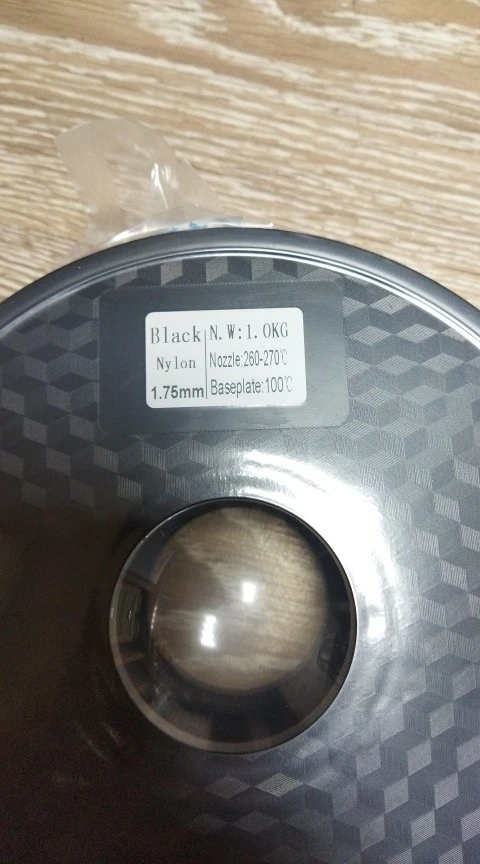 Black N.W:1.0KG
Nylon Nozzle:260-270℃
1.75mm Baseplate:100℃